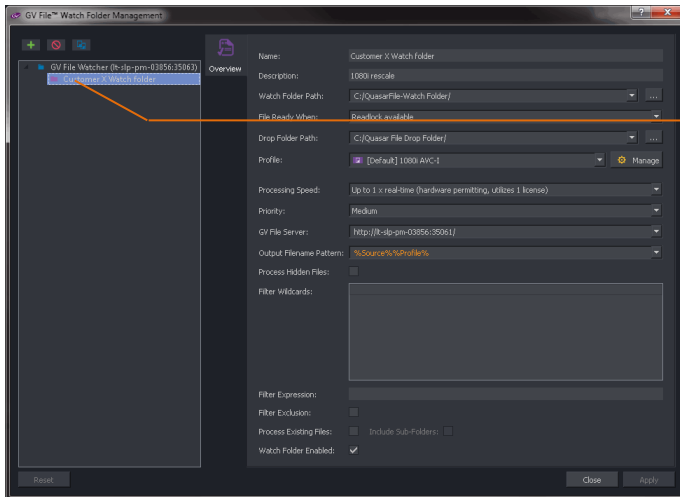 GV File™ Watch Folder Management
GV File Watcher (lt-slp-pm-03856:35063)
Customer X Watch folder
Overview
Name: Customer X Watch folder
Description: 1080i rescale
Watch Folder Path: C:/QuasarFile-Watch Folder/ ...
File Ready When: Readlock available
Drop Folder Path: C:/Quasar File Drop Folder/ ...
Profile: [Default] 1080i AVC-I Manage
Processing Speed: Up to 1 x real-time (hardware permitting, utilizes 1 license)
Priority: Medium
GV File Server: http://lt-slp-pm-03856:35061/
Output Filename Pattern: %Source%%Profile%
Process Hidden Files:
Filter Wildcards:
Filter Expression:
Filter Exclusion:
Process Existing Files: Include Sub-Folders:
Watch Folder Enabled:
Reset Close Apply